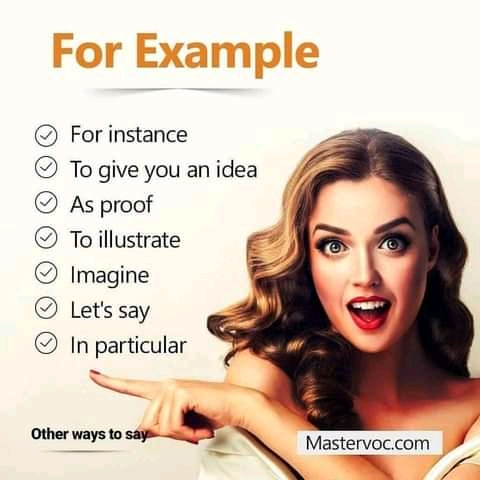 For Example
For instance
To give you an idea
As proof
To illustrate
Imagine
Let's say
In particular
Other ways to say
Mastervoc.com